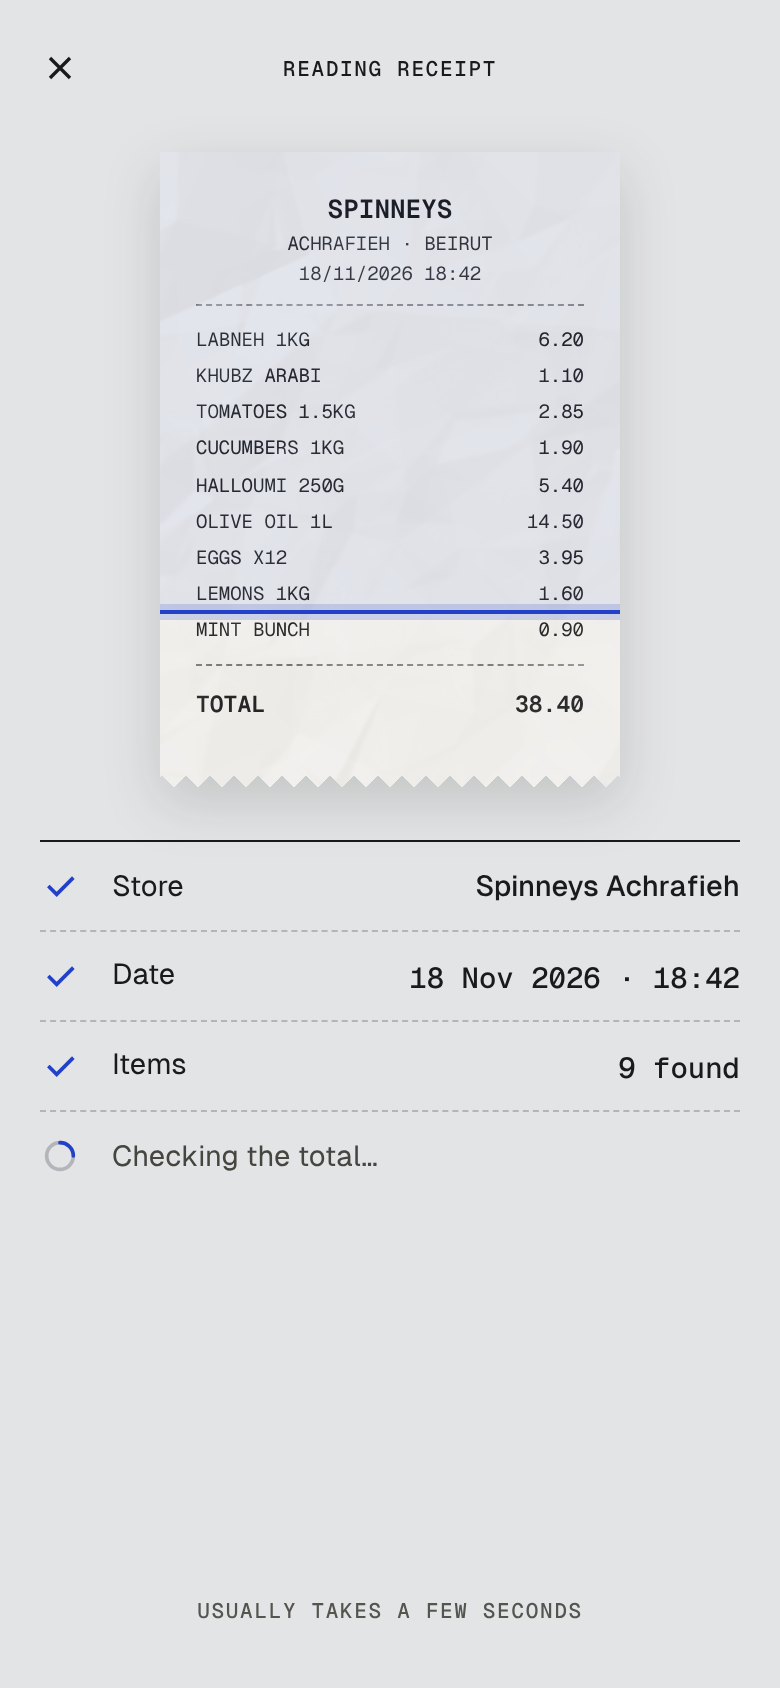 READING RECEIPT
SPINNEYS
ACHRAFIEH · BEIRUT
18/11/2026 18:42
LABNEH 1KG 6.20
KHUBZ ARABI 1.10
TOMATOES 1.5KG 2.85
CUCUMBERS 1KG 1.90
HALLOUMI 250G 5.40
OLIVE OIL 1L 14.50
EGGS X12 3.95
LEMONS 1KG 1.60
MINT BUNCH 0.90
TOTAL 38.40
Store Spinneys Achrafieh
Date 18 Nov 2026 · 18:42
Items 9 found
Checking the total…
USUALLY TAKES A FEW SECONDS